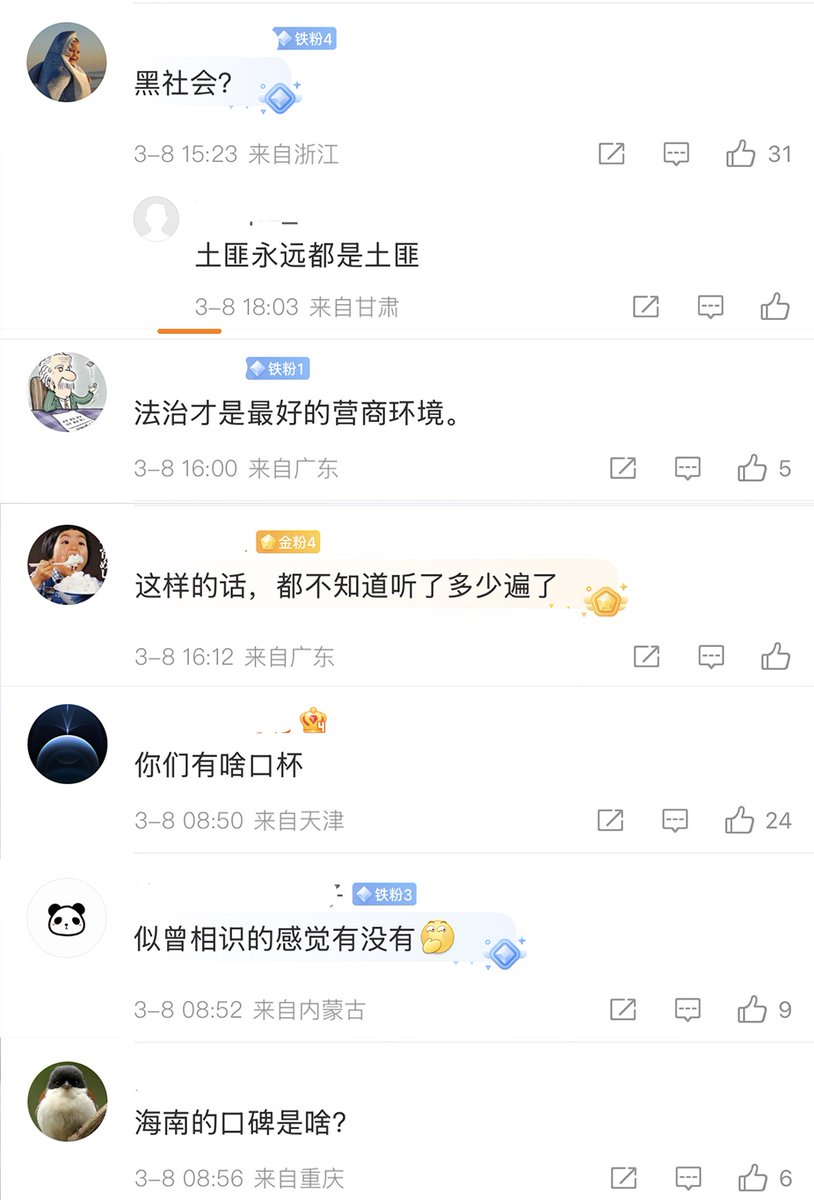 铁粉4
黑社会?
3-8 15:23 来自浙江
31
土匪永远都是土匪
3-8 18:03 来自甘肃
铁粉1
法治才是最好的营商环境。
3-8 16:00 来自广东
5
金粉4
这样的话，都不知道听了多少遍了
3-8 16:12 来自广东
4
你们有啥口杯
3-8 08:50 来自天津
24
铁粉3
似曾相识的感觉有没有
3-8 08:52 来自内蒙古
9
海南的口碑是啥?
3-8 08:56 来自重庆
6